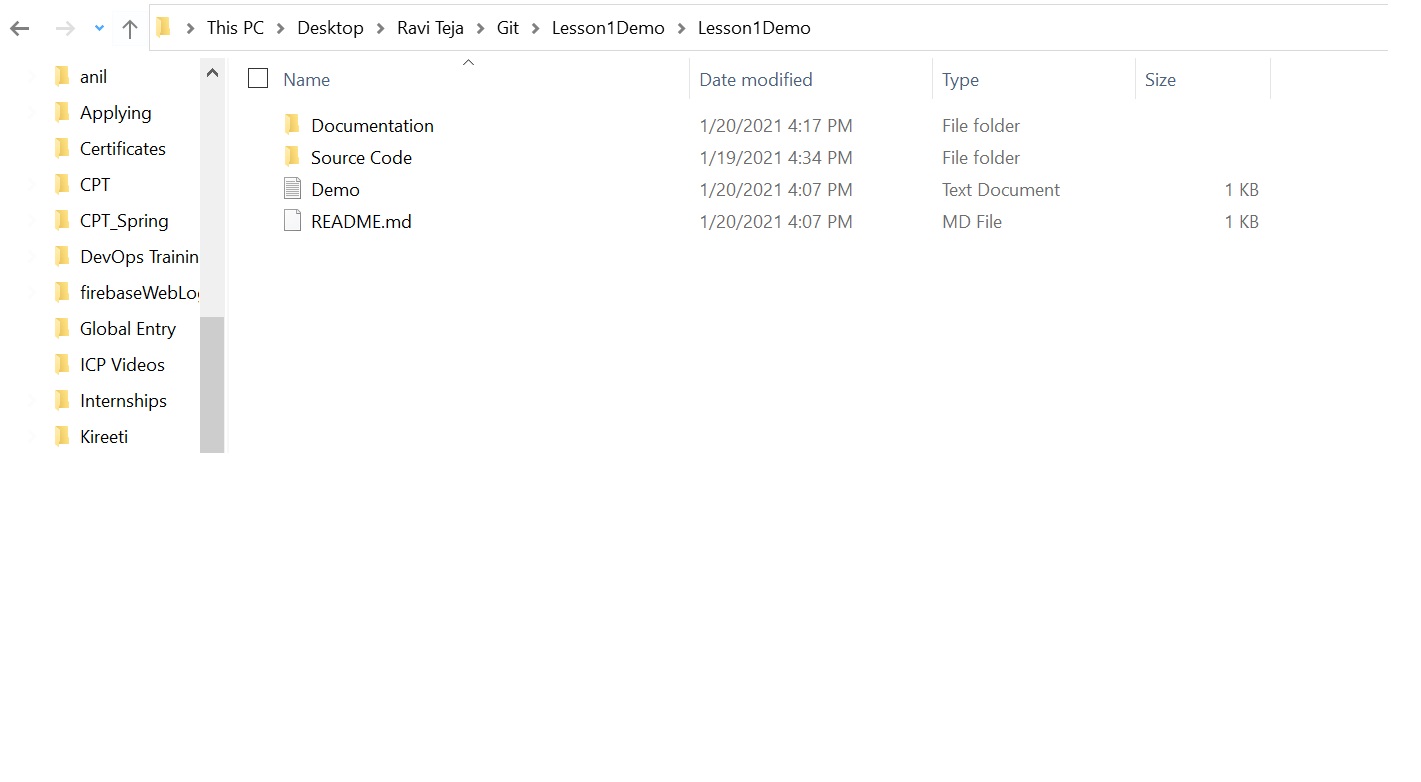 This PC > Desktop > Ravi Teja > Git > Lesson1Demo > Lesson1Demo
anil
Applying
Certificates
CPT
CPT_Spring
DevOps Trainin
firebaseWebLo
Global Entry
ICP Videos
Internships
Kireeti
Name Date modified Type Size
Documentation 1/20/2021 4:17 PM File folder
Source Code 1/19/2021 4:34 PM File folder
Demo 1/20/2021 4:07 PM Text Document 1 KB
README.md 1/20/2021 4:07 PM MD File 1 KB